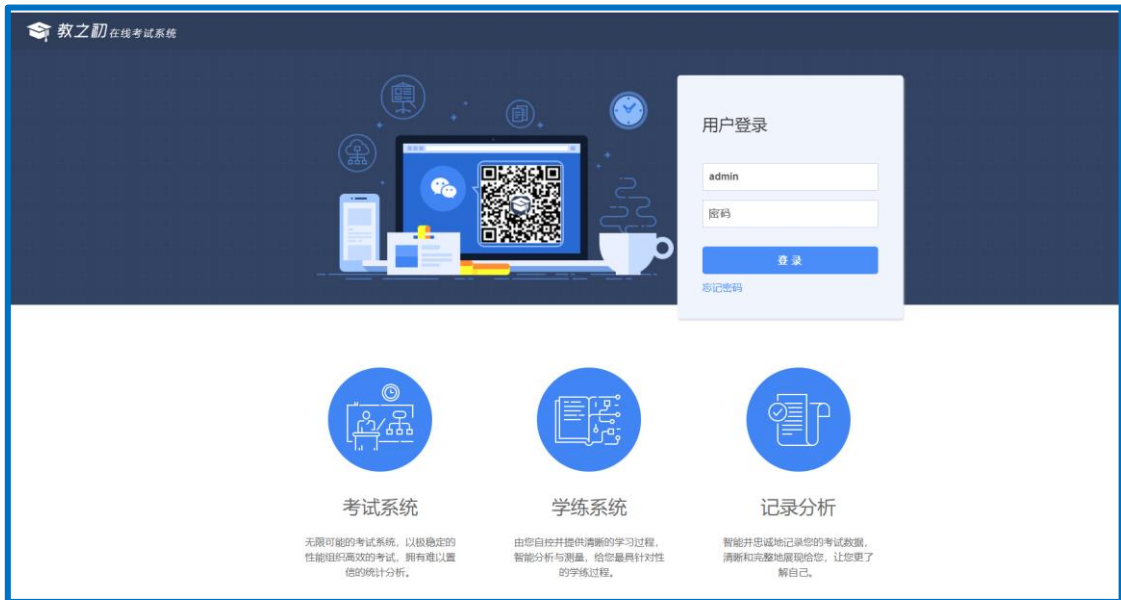 教之初在线考试系统
用户登录
admin
密码
登录
忘记密码
考试系统
无限可能的考试系统，以极稳定的
性能组织高效的考试，拥有难以置
信的统计分析。
学练系统
由您自控并提供清晰的学习过程，
智能分析与测量，给您最具针对性
的学练过程。
记录分析
智能并忠诚地记录您的考试数据，
清晰和完整地展现给您，让您更了
解自己。